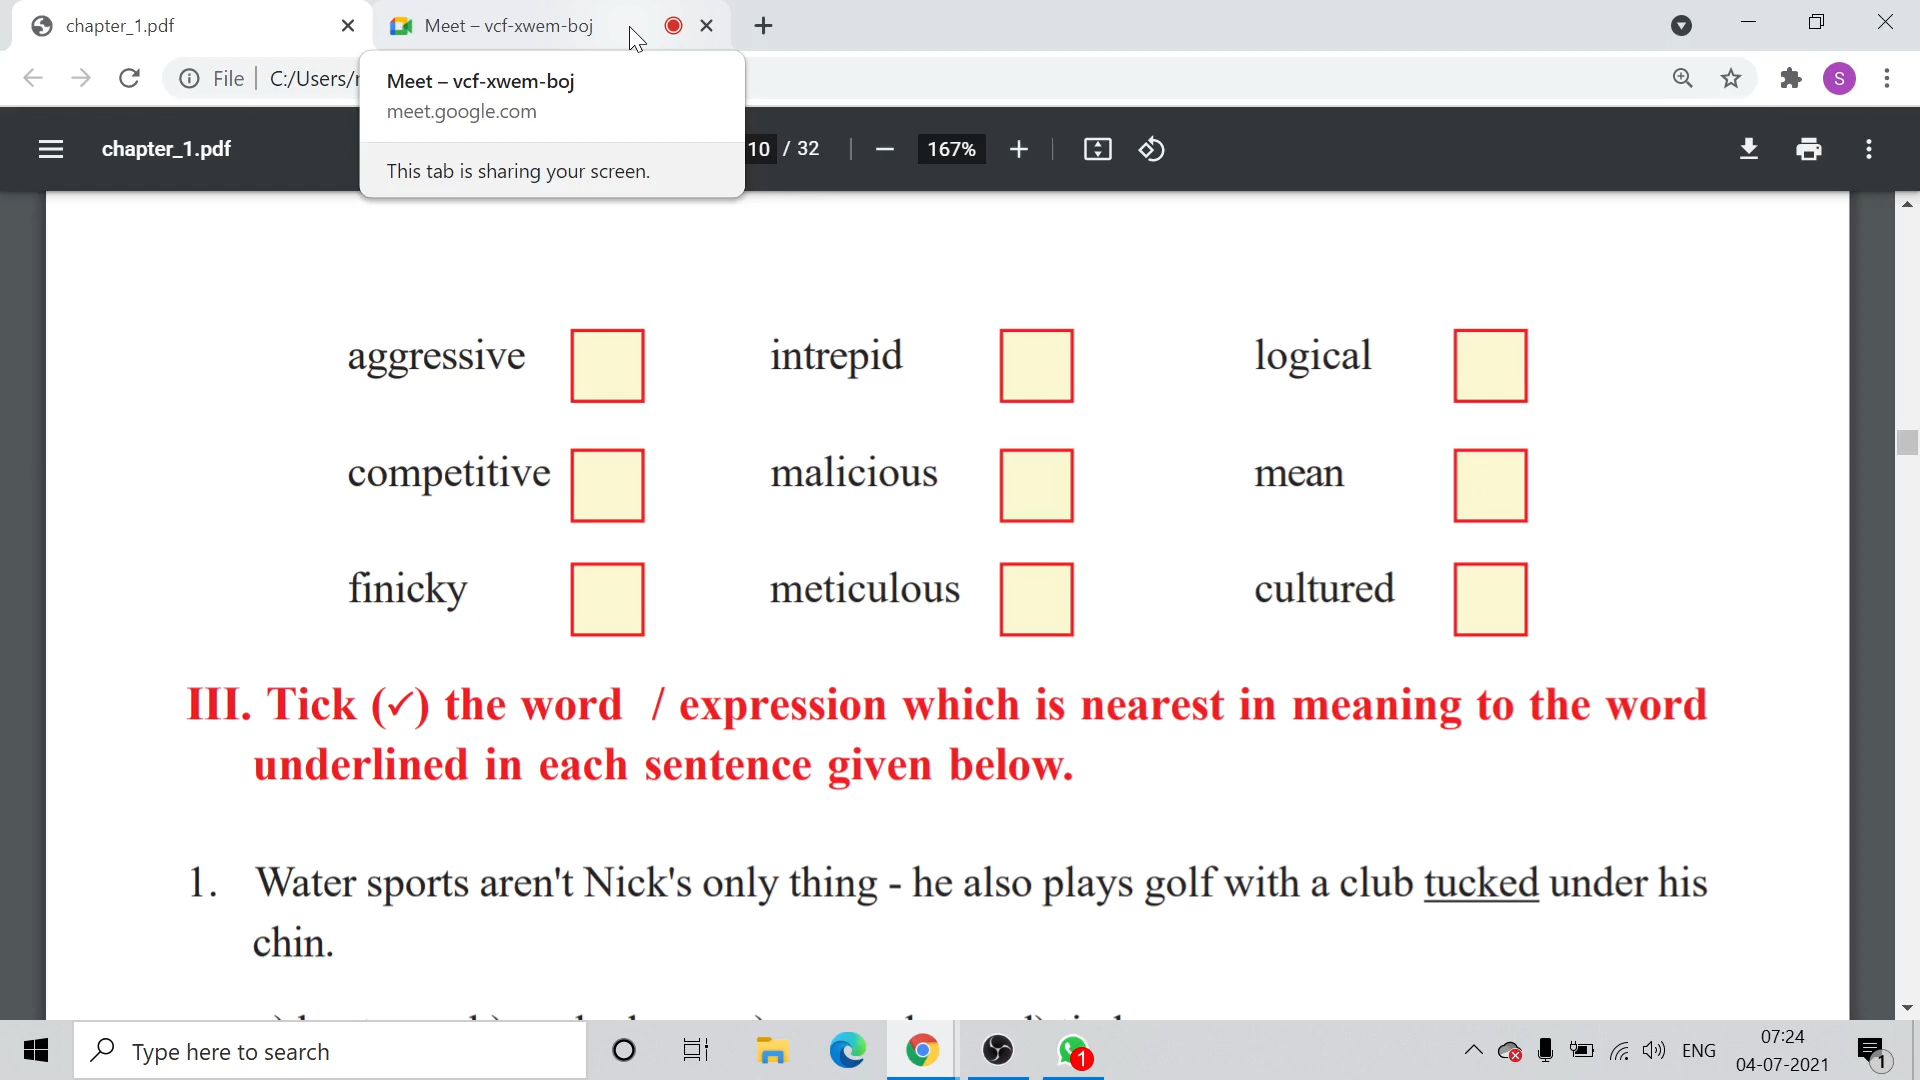 chapter_1.pdf
Meet – vcf-xwem-boj
File
C:/Users/
Meet – vcf-xwem-boj
meet.google.com
This tab is sharing your screen.
S
chapter_1.pdf
10 / 32
167%
aggressive intrepid logical
competitive malicious mean
finicky meticulous cultured
III. Tick (✓) the word / expression which is nearest in meaning to the word
underlined in each sentence given below.
1. Water sports aren't Nick's only thing - he also plays golf with a club tucked under his
chin.
Type here to search
1
ENG
07:24
04-07-2021
1